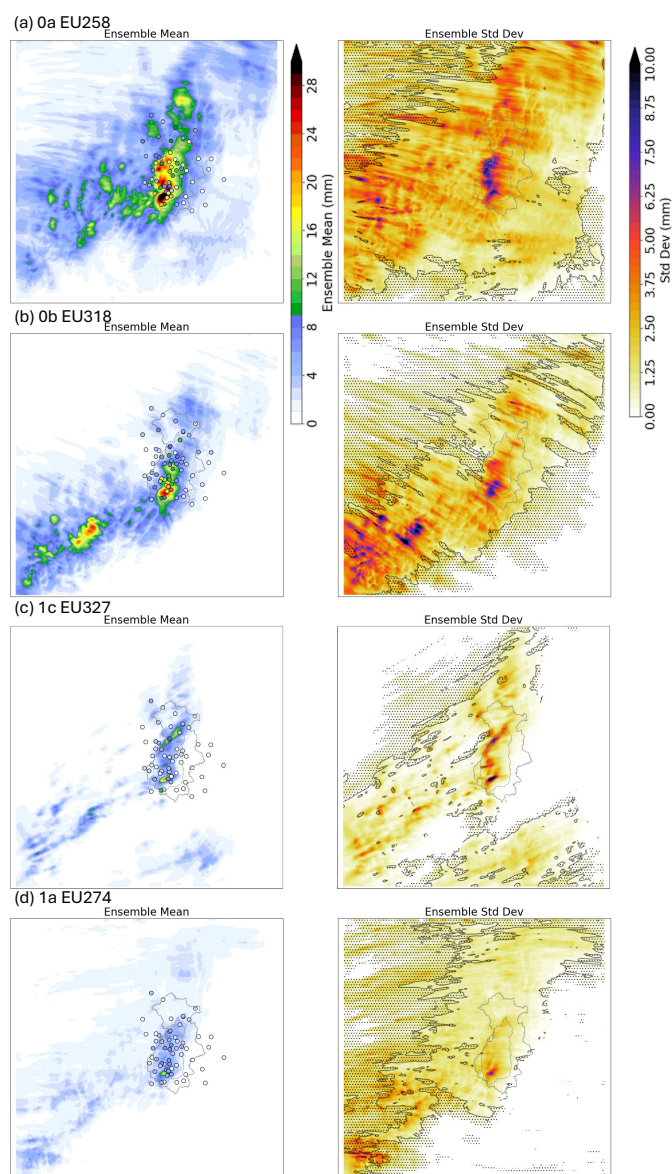 (a) 0a EU258
Ensemble Mean
Ensemble Std Dev
28
24
20
16
12
8
4
0
Ensemble Mean (mm)
10.00
8.75
7.50
6.25
5.00
3.75
2.50
1.25
0.00
Std Dev (mm)
(b) 0b EU318
Ensemble Mean
Ensemble Std Dev
(c) 1c EU327
Ensemble Mean
Ensemble Std Dev
(d) 1a EU274
Ensemble Mean
Ensemble Std Dev